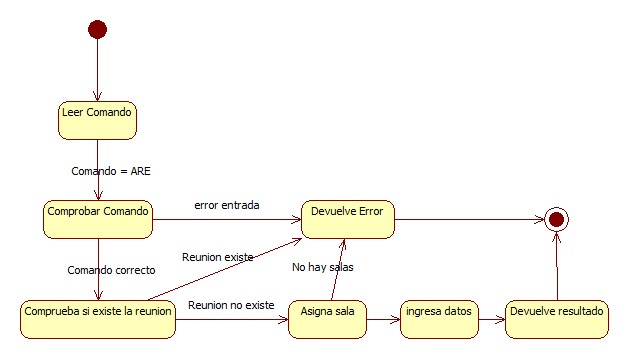 Leer Comando
Comando = ARE
Comprobar Comando
error entrada
Devuelve Error
Comando correcto
Reunion existe
No hay salas
Comprueba si existe la reunion
Reunion no existe
Asigna sala
ingresa datos
Devuelve resultado